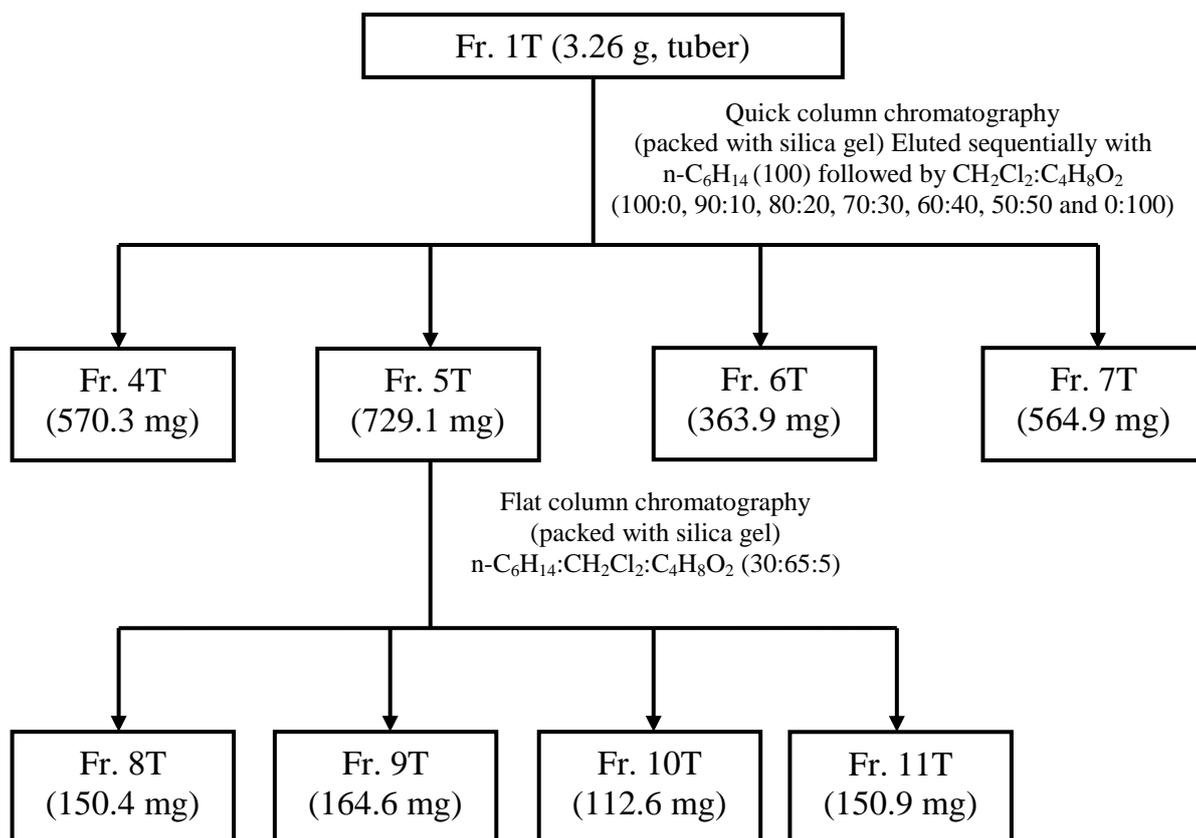 Fr. 1T (3.26 g, tuber)
Quick column chromatography
(packed with silica gel) Eluted sequentially with
n-C₆H₁₄ (100) followed by CH₂Cl₂:C₄H₈O₂
(100:0, 90:10, 80:20, 70:30, 60:40, 50:50 and 0:100)
Fr. 4T
(570.3 mg)
Fr. 5T
(729.1 mg)
Fr. 6T
(363.9 mg)
Fr. 7T
(564.9 mg)
Flat column chromatography
(packed with silica gel)
n-C₆H₁₄:CH₂Cl₂:C₄H₈O₂ (30:65:5)
Fr. 8T
(150.4 mg)
Fr. 9T
(164.6 mg)
Fr. 10T
(112.6 mg)
Fr. 11T
(150.9 mg)